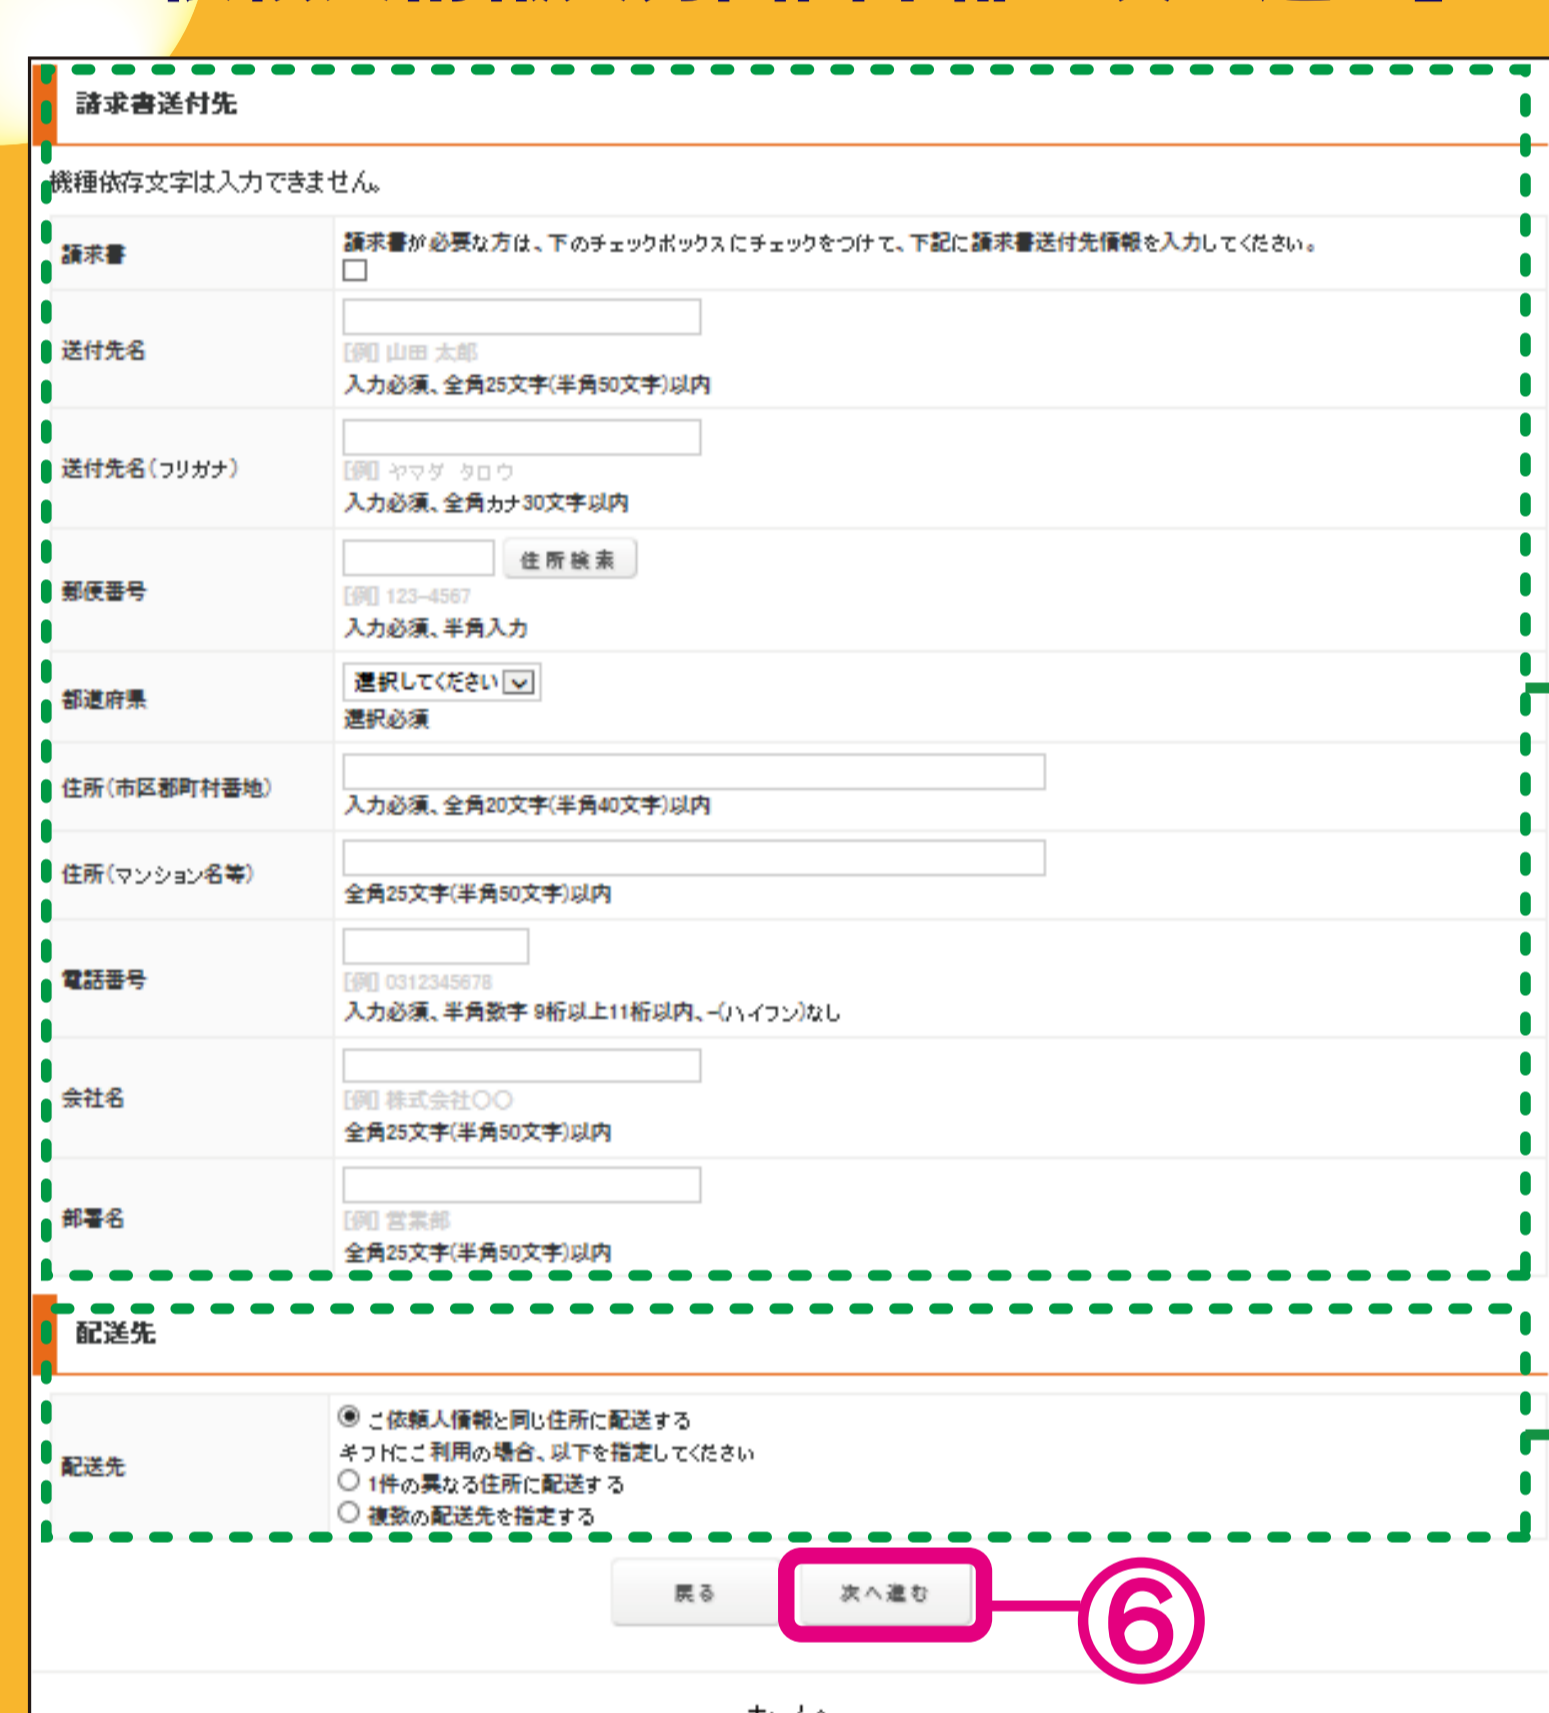 請求書送付先
機種依存文字は入力できません。
請求書
請求書が必要な方は、下のチェックボックスにチェックをつけて、下記に請求書送付先情報を入力してください。
送付先名
[例] 山田 太郎
入力必須、全角25文字(半角50文字)以内
送付先名(フリガナ)
[例] ヤマダ タロウ
入力必須、全角カナ30文字以内
郵便番号
住所検索
[例] 123-4567
入力必須、半角入力
都道府県
選択してください
選択必須
住所(市区郡町村番地)
入力必須、全角20文字(半角40文字)以内
住所(マンション名等)
全角25文字(半角50文字)以内
電話番号
[例] 0312345678
入力必須、半角数字 9桁以上11桁以内、-(ハイフン)なし
会社名
[例] 株式会社〇〇
全角25文字(半角50文字)以内
部署名
[例] 営業部
全角25文字(半角50文字)以内
配送先
配送先
ご依頼人情報と同じ住所に配送する
ギフトにご利用の場合、以下を指定してください
1件の異なる住所に配送する
複数の配送先を指定する
戻る
次へ進む
⑥